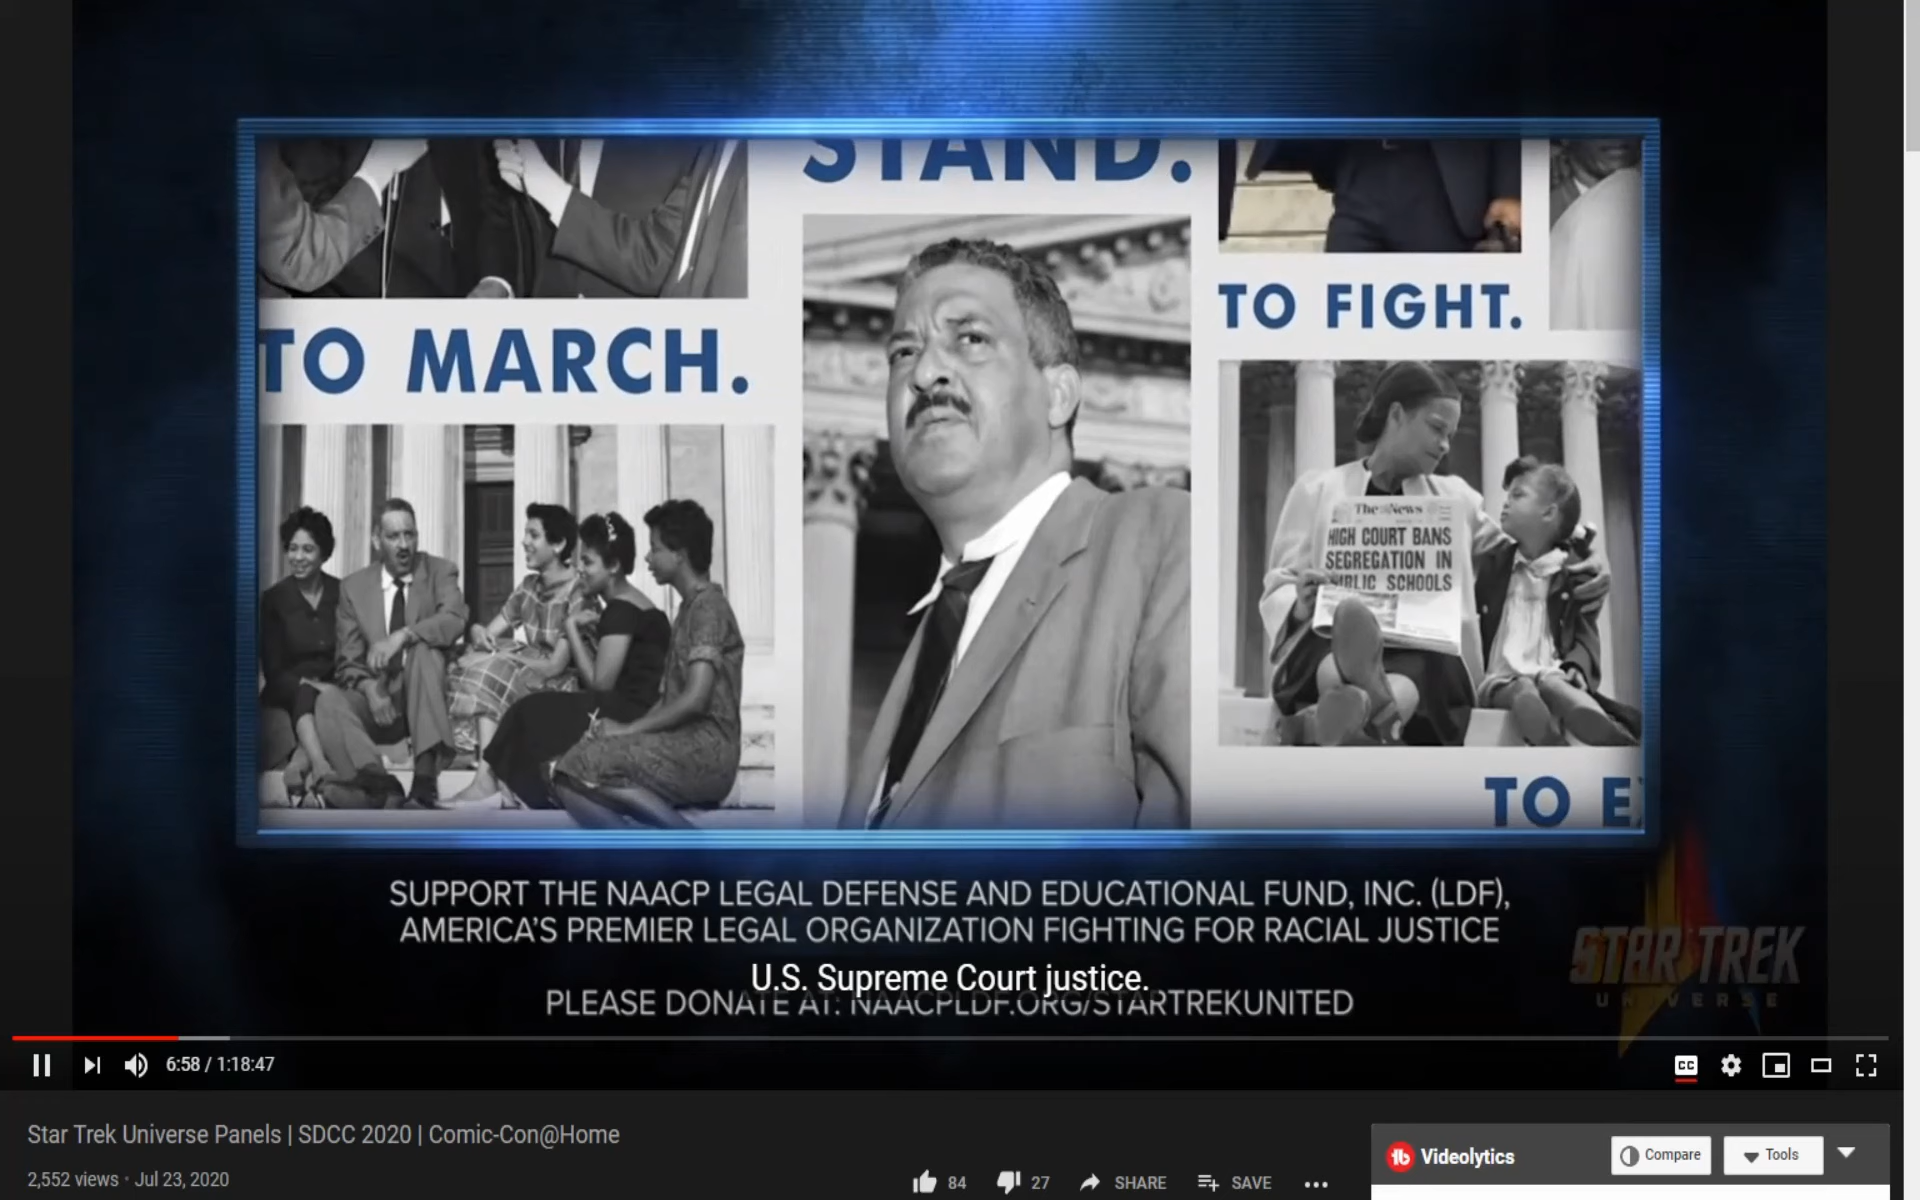 STAND.
TO MARCH.
TO FIGHT.
The News
HIGH COURT BANS
SEGREGATION IN
PUBLIC SCHOOLS
TO E
SUPPORT THE NAACP LEGAL DEFENSE AND EDUCATIONAL FUND, INC. (LDF),
AMERICA'S PREMIER LEGAL ORGANIZATION FIGHTING FOR RACIAL JUSTICE
U.S. Supreme Court justice.
PLEASE DONATE AT: NAACPLDF.ORG/STARTREKUNITED
STAR TREK
UNIVERSE
6:58 / 1:18:47
CC
Star Trek Universe Panels | SDCC 2020 | Comic-Con@Home
2,552 views · Jul 23, 2020
84 27 SHARE SAVE
tb Videolytics Compare Tools